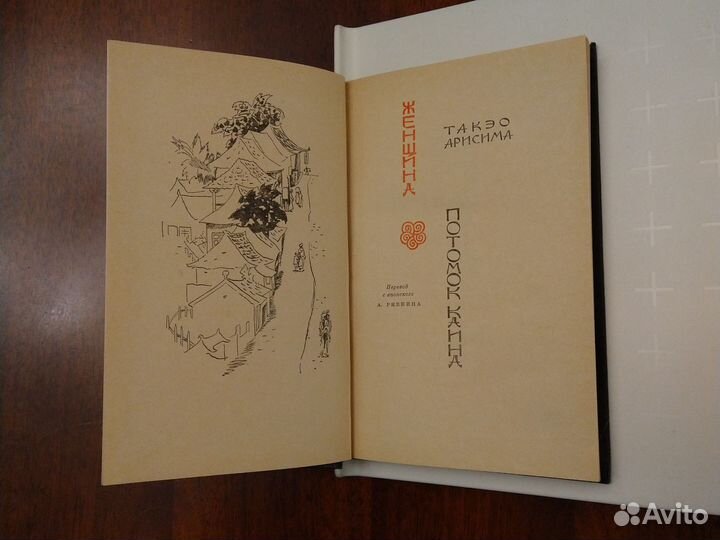 ЖЕНЩИНА
ТАКЭО
АРИСИМА
ПОТОМОК КАИНА
Перевод
с японского
А. РЯБКИНА
Avito